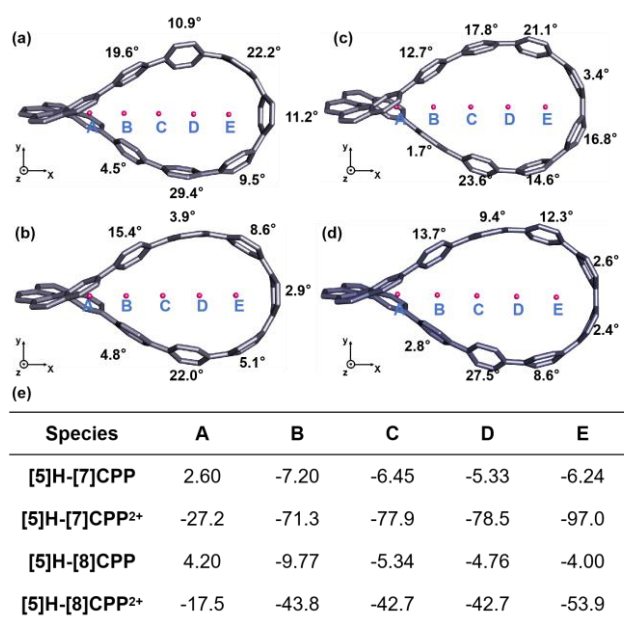 (a) 10.9° 19.6° 22.2° 11.2° A B C D E 4.5° 29.4° 9.5° y z x
(c) 17.8° 21.1° 12.7° 3.4° 16.8° A B C D E 1.7° 23.6° 14.6° y z x
(b) 3.9° 15.4° 8.6° 2.9° A B C D E 4.8° 22.0° 5.1° y z x
(d) 9.4° 12.3° 13.7° 2.6° A B C D E 2.4° 2.8° 27.5° 8.6° y z x
(e)
Species A B C D E
[5]H-[7]CPP 2.60 -7.20 -6.45 -5.33 -6.24
[5]H-[7]CPP²⁺ -27.2 -71.3 -77.9 -78.5 -97.0
[5]H-[8]CPP 4.20 -9.77 -5.34 -4.76 -4.00
[5]H-[8]CPP²⁺ -17.5 -43.8 -42.7 -42.7 -53.9